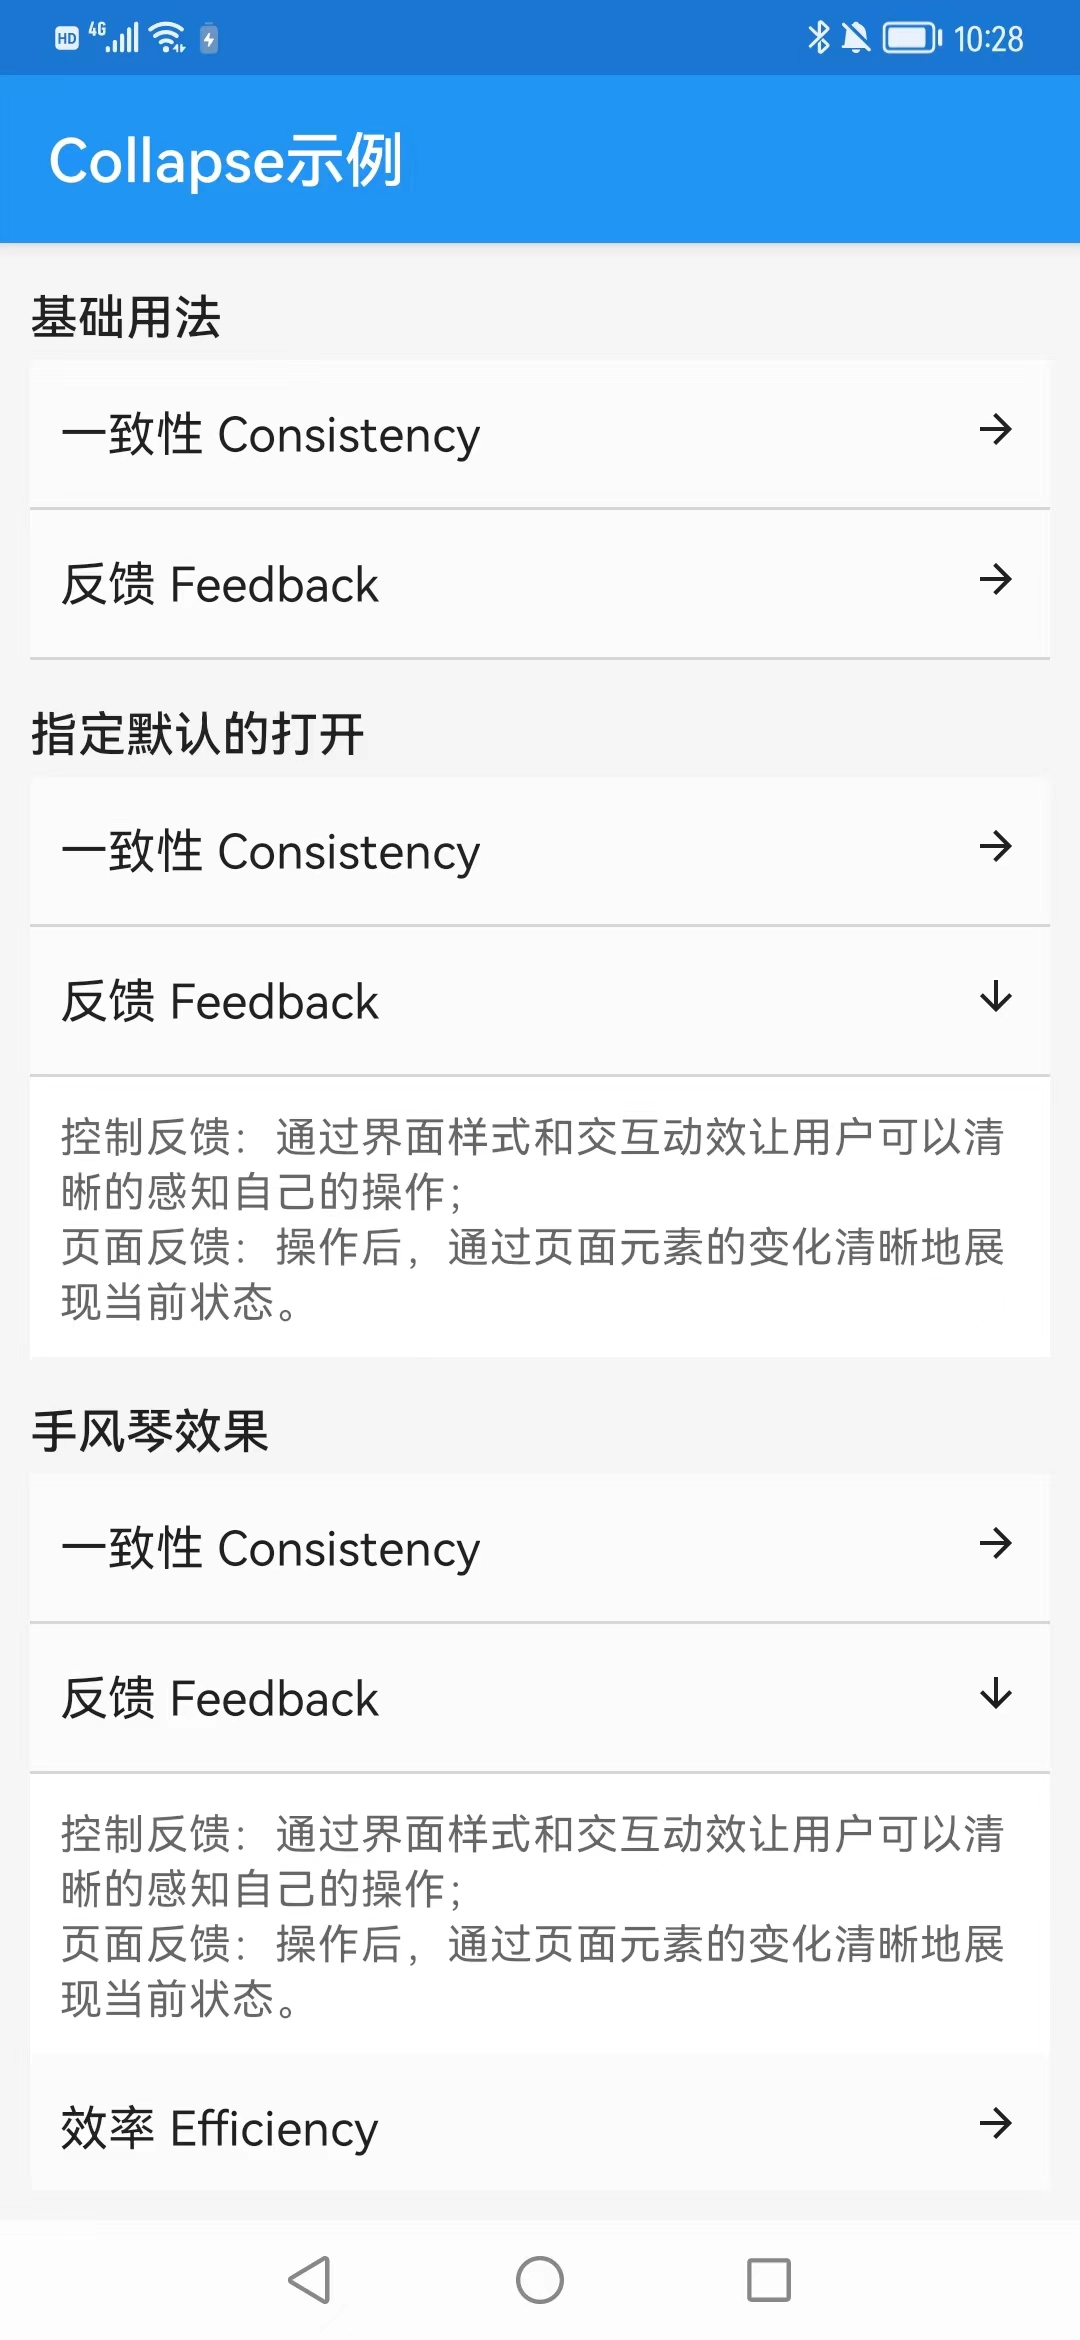 HD 4G 10:28
Collapse示例
基础用法
一致性 Consistency
反馈 Feedback
指定默认的打开
一致性 Consistency
反馈 Feedback
控制反馈：通过界面样式和交互动效让用户可以清
晰的感知自己的操作；
页面反馈：操作后，通过页面元素的变化清晰地展
现当前状态。
手风琴效果
一致性 Consistency
反馈 Feedback
控制反馈：通过界面样式和交互动效让用户可以清
晰的感知自己的操作；
页面反馈：操作后，通过页面元素的变化清晰地展
现当前状态。
效率 Efficiency